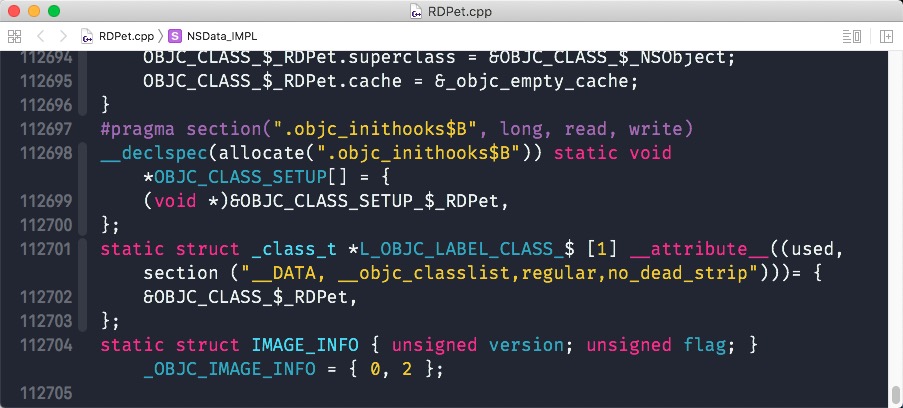 RDPet.cpp
RDPet.cpp 〉 S NSData_IMPL
112694 OBJC_CLASS_$_RDPet.superclass = &OBJC_CLASS_$_NSObject;
112695 OBJC_CLASS_$_RDPet.cache = &_objc_empty_cache;
112696 }
112697 #pragma section(".objc_inithooks$B", long, read, write)
112698 __declspec(allocate(".objc_inithooks$B")) static void
*OBJC_CLASS_SETUP[] = {
112699 (void *)&OBJC_CLASS_SETUP_$_RDPet,
112700 };
112701 static struct _class_t *L_OBJC_LABEL_CLASS_$ [1] __attribute__((used,
section ("__DATA, __objc_classlist,regular,no_dead_strip")))= {
112702 &OBJC_CLASS_$_RDPet,
112703 };
112704 static struct IMAGE_INFO { unsigned version; unsigned flag; }
_OBJC_IMAGE_INFO = { 0, 2 };
112705